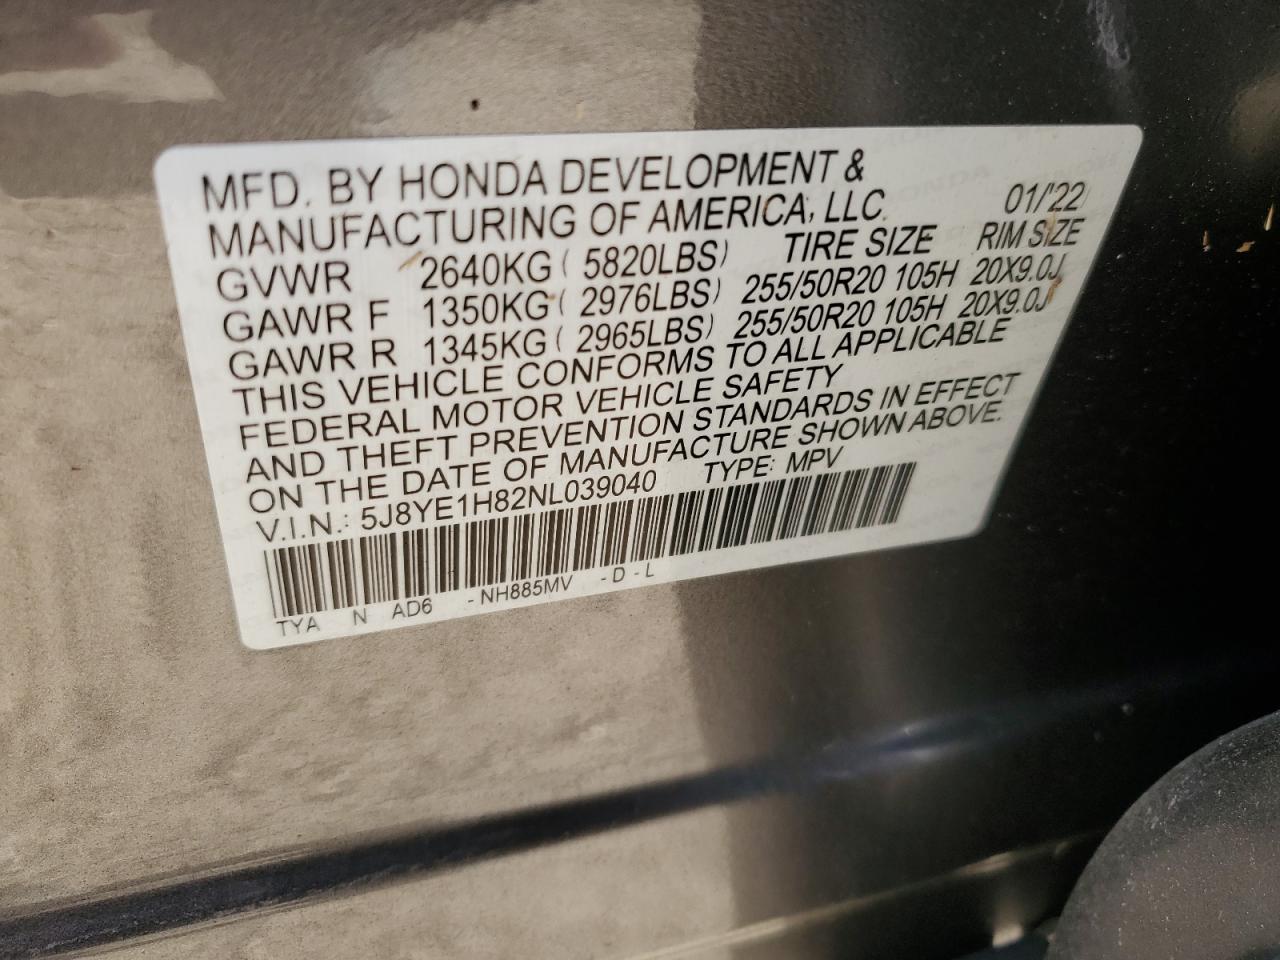 MFD. BY HONDA DEVELOPMENT &
MANUFACTURING OF AMERICA, LLC. 01/'22
GVWR 2640KG ( 5820LBS) TIRE SIZE RIM SIZE
GAWR F 1350KG ( 2976LBS) 255/50R20 105H 20X9.0J
GAWR R 1345KG ( 2965LBS) 255/50R20 105H 20X9.0J
THIS VEHICLE CONFORMS TO ALL APPLICABLE
FEDERAL MOTOR VEHICLE SAFETY
AND THEFT PREVENTION STANDARDS IN EFFECT
ON THE DATE OF MANUFACTURE SHOWN ABOVE.
V.I.N.: 5J8YE1H82NL039040 TYPE: MPV
TYA N AD6 -NH885MV -D-L